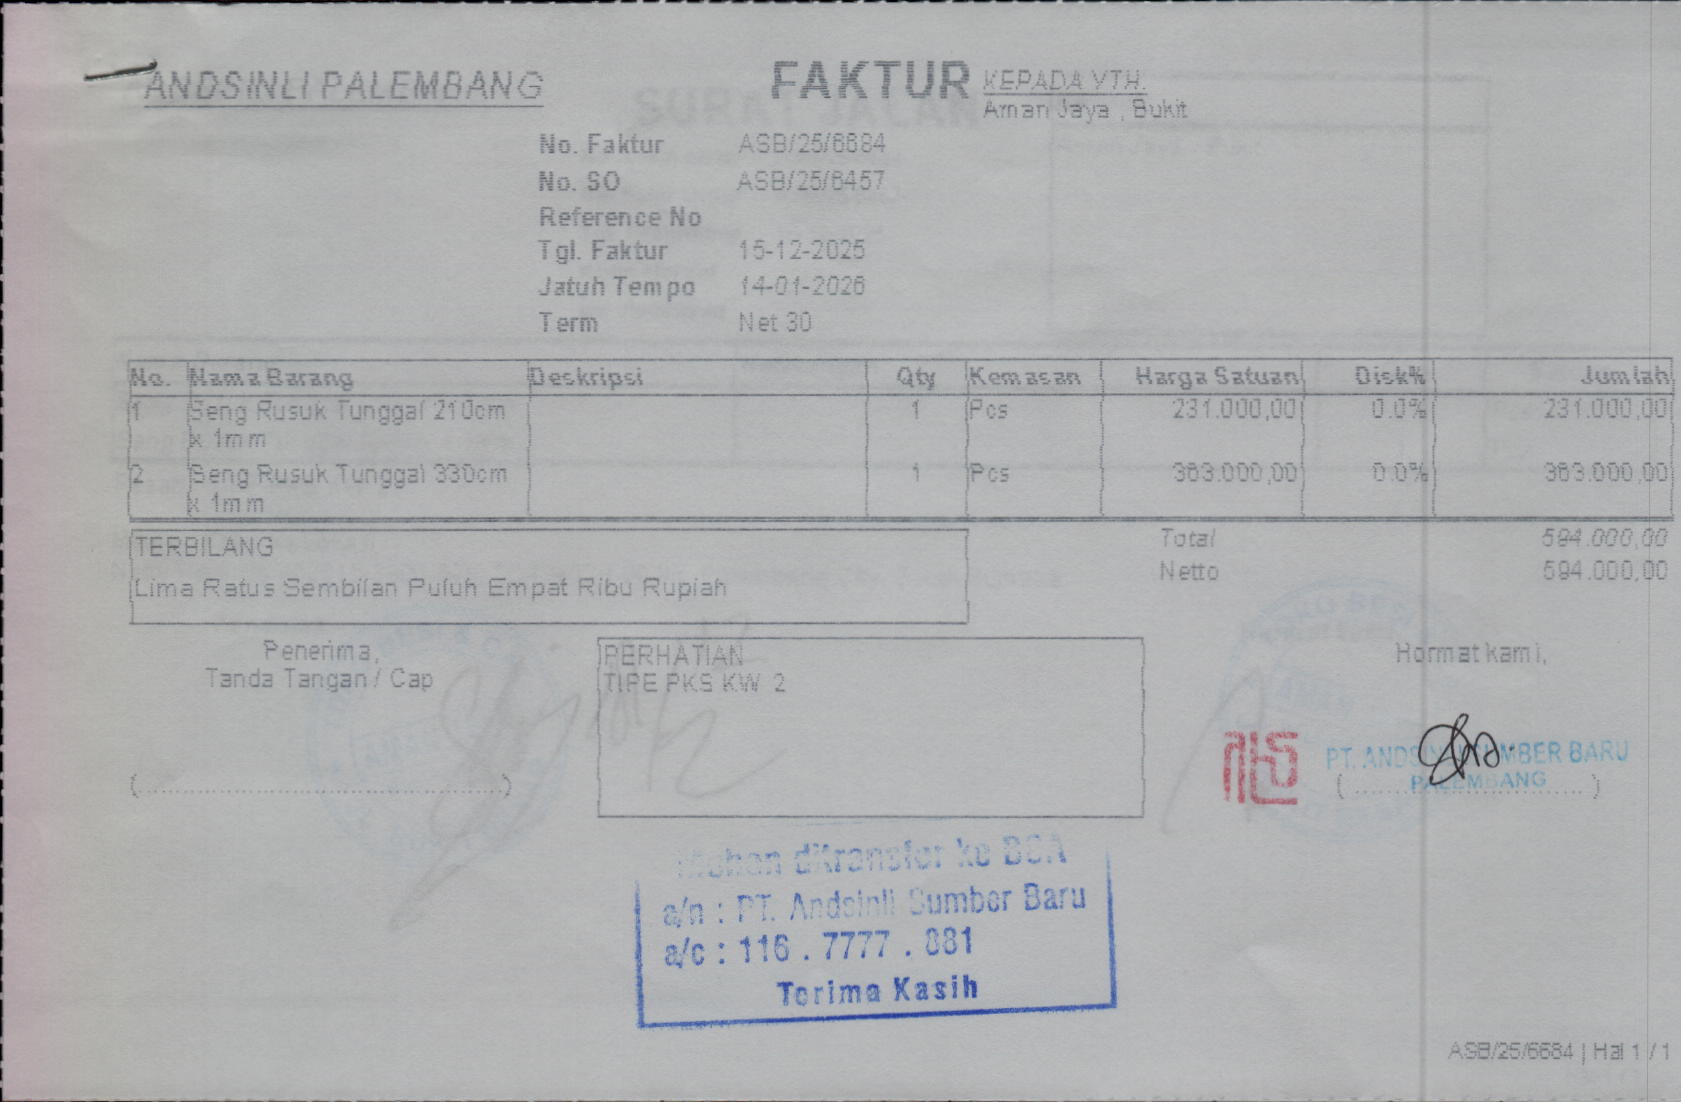 ANDSINLI PALEMBANG
FAKTUR
KEPADA YTH.
Aman Jaya , Bukit
No. Faktur ASB/25/6684
No. SO ASB/25/6457
Reference No
Tgl. Faktur 15-12-2025
Jatuh Tempo 14-01-2026
Term Net 30
No. Nama Barang Deskripsi Qty Kemasan Harga Satuan Disk% Jumlah
1 Seng Rusuk Tunggal 210cm 1 Pcs 231.000,00 0.0% 231.000,00
x 1mm
2 Seng Rusuk Tunggal 330cm 1 Pcs 363.000,00 0.0% 363.000,00
x 1mm
TERBILANG
Lima Ratus Sembilan Puluh Empat Ribu Rupiah
Total 594.000,00
Netto 594.000,00
Penerima,
Tanda Tangan / Cap
PERHATIAN
TIPE PKS KW 2
Hormat kami,
PT. ANDSINLI SUMBER BARU
PALEMBANG
Mohon ditransfer ke BCA
a/n : PT. Andsinli Sumber Baru
a/c : 116 . 7777 . 881
Terima Kasih
ASB/25/6684 | Hal 1 / 1